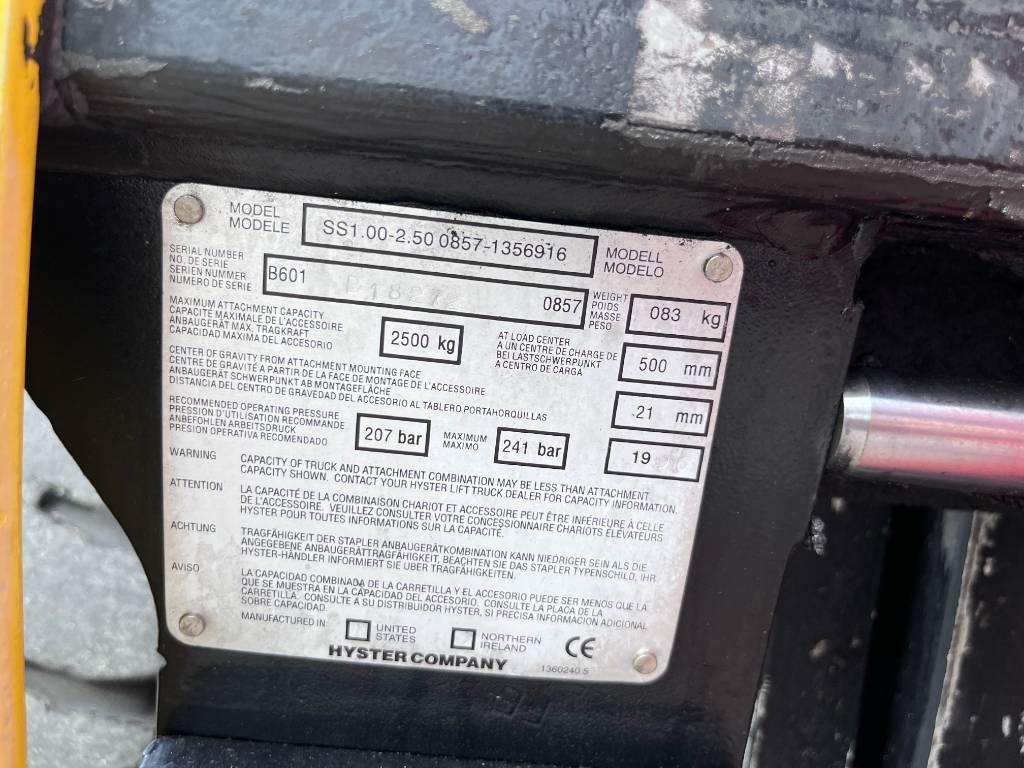 MODEL
MODELE
SS1.00-2.50 0857-1356916
MODELL
MODELO
SERIAL NUMBER
NO. DE SERIE
SERIEN NUMMER
NUMERO DE SERIE
B601 0857
WEIGHT
POIDS
MASSE
PESO
083 kg
MAXIMUM ATTACHMENT CAPACITY
CAPACITE MAXIMALE DE L'ACCESSOIRE
ANBAUGERÄT MAX. TRAGKRAFT
CAPACIDAD MAXIMA DEL ACCESORIO
2500 kg
AT LOAD CENTER
A UN CENTRE DE CHARGE DE
BEI LASTSCHWERPUNKT
A CENTRO DE CARGA
500 mm
CENTER OF GRAVITY FROM ATTACHMENT MOUNTING FACE
CENTRE DE GRAVITÉ A PARTIR DE LA FACE DE MONTAGE DE L'ACCESSOIRE
ANBAUGERÄT SCHWERPUNKT AB MONTAGEFLÄCHE
DISTANCIA DEL CENTRO DE GRAVEDAD DEL ACCESORIO AL TABLERO PORTAHORQUILLAS
21 mm
RECOMMENDED OPERATING PRESSURE
PRESSION D'UTILISATION RECOMMANDE
ANBEFOHLEN ARBEITSDRUCK
PRESION OPERATIVA RECOMENDADO
207 bar
MAXIMUM
MAXIMO
241 bar
19
WARNING
CAPACITY OF TRUCK AND ATTACHMENT COMBINATION MAY BE LESS THAN ATTACHMENT
CAPACITY SHOWN. CONTACT YOUR HYSTER LIFT TRUCK DEALER FOR CAPACITY INFORMATION.
ATTENTION
LA CAPACITÉ DE LA COMBINAISON CHARIOT ET ACCESSOIRE PEUT ÊTRE INFÉRIEURE À CELLE
DE L'ACCESSOIRE. VEUILLEZ CONSULTER VOTRE CONCESSIONNAIRE CHARIOTS ÉLÉVATEURS
HYSTER POUR TOUTES INFORMATIONS SUR LA CAPACITÉ.
ACHTUNG
TRAGFÄHIGKEIT DER STAPLER ANBAUGERÄTKOMBINATION KANN NIEDRIGER SEIN ALS DIE
ANGEGEBENE ANBAUGERÄTTRAGFÄHIGKEIT, BEACHTEN SIE DAS STAPLER TYPENSCHILD, IHR
HYSTER-HÄNDLER INFORMIERT SIE ÜBER TRAGFÄHIGKEITEN.
AVISO
LA CAPACIDAD COMBINADA DE LA CARRETILLA Y EL ACCESORIO PUEDE SER MENOS QUE LA
QUE SE MUESTRA EN LA CAPACIDAD DEL ACCESORIO. CONSULTE LA PLACA DE LA
CARRETILLA. CONSULTE A SU DISTRIBUIDOR HYSTER, SI PRECISA INFORMACION ADICIONAL
SOBRE CAPACIDAD.
MANUFACTURED IN:
UNITED
STATES
NORTHERN
IRELAND
CE
HYSTER COMPANY
1360240 5